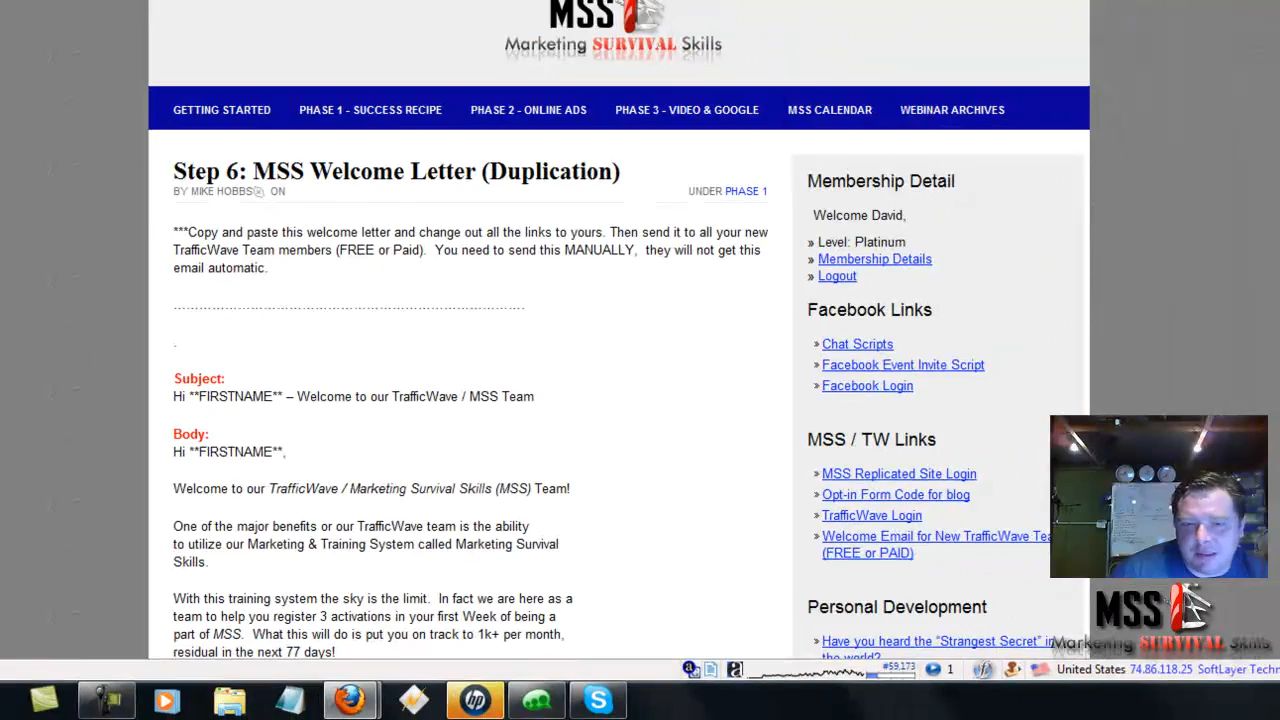 MSS
Marketing SURVIVAL Skills
GETTING STARTED
PHASE 1 - SUCCESS RECIPE
PHASE 2 - ONLINE ADS
PHASE 3 - VIDEO & GOOGLE
MSS CALENDAR
WEBINAR ARCHIVES
Step 6: MSS Welcome Letter (Duplication)
BY MIKE HOBBS ON
UNDER PHASE 1
***Copy and paste this welcome letter and change out all the links to yours. Then send it to all your new
TrafficWave Team members (FREE or Paid). You need to send this MANUALLY, they will not get this
email automatic.
.
Subject:
Hi **FIRSTNAME** – Welcome to our TrafficWave / MSS Team
Body:
Hi **FIRSTNAME**,
Welcome to our TrafficWave / Marketing Survival Skills (MSS) Team!
One of the major benefits or our TrafficWave team is the ability
to utilize our Marketing & Training System called Marketing Survival
Skills.
With this training system the sky is the limit. In fact we are here as a
team to help you register 3 activations in your first Week of being a
part of MSS. What this will do is put you on track to 1k+ per month,
residual in the next 77 days!
Membership Detail
Welcome David,
» Level: Platinum
» Membership Details
» Logout
Facebook Links
» Chat Scripts
» Facebook Event Invite Script
» Facebook Login
MSS / TW Links
» MSS Replicated Site Login
» Opt-in Form Code for blog
» TrafficWave Login
» Welcome Email for New TrafficWave
(FREE or PAID)
Personal Development
» Have you heard the "Strangest Secret" in
the world?
MSS
Marketing SURVIVAL Skills
#59,173
1
United States 74.86.118.25 SoftLayer Techn